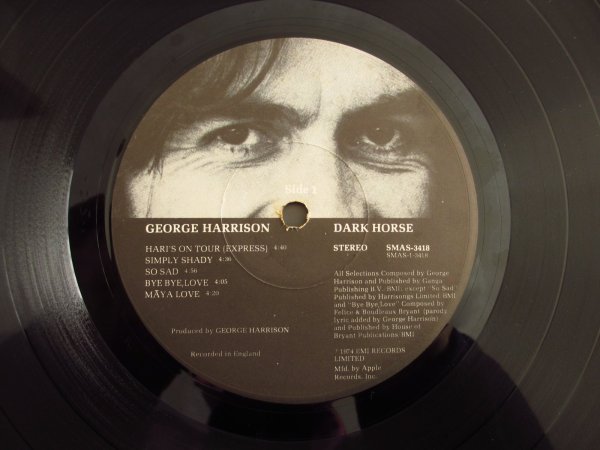 Side 1
GEORGE HARRISON
DARK HORSE
HARI'S ON TOUR (EXPRESS) 4:40
SIMPLY SHADY 4:36
SO SAD 4:56
BYE BYE, LOVE 4:05
MĀYA LOVE 4:20
Produced by GEORGE HARRISON
Recorded in England
STEREO SMAS-3418
SMAS-1-3418
All Selections Composed by George
Harrison and Published by Ganga
Publishing B.V., BMI; except "So Sad
Published by Harrisongs Limited, BMI
and "Bye Bye, Love" Composed by
Felice & Boudleaux Bryant (parody
lyric added by George Harrison)
and Published by House of
Bryant Publications, BMI
℗ 1974 EMI RECORDS
LIMITED
Mfd. by Apple
Records, Inc.